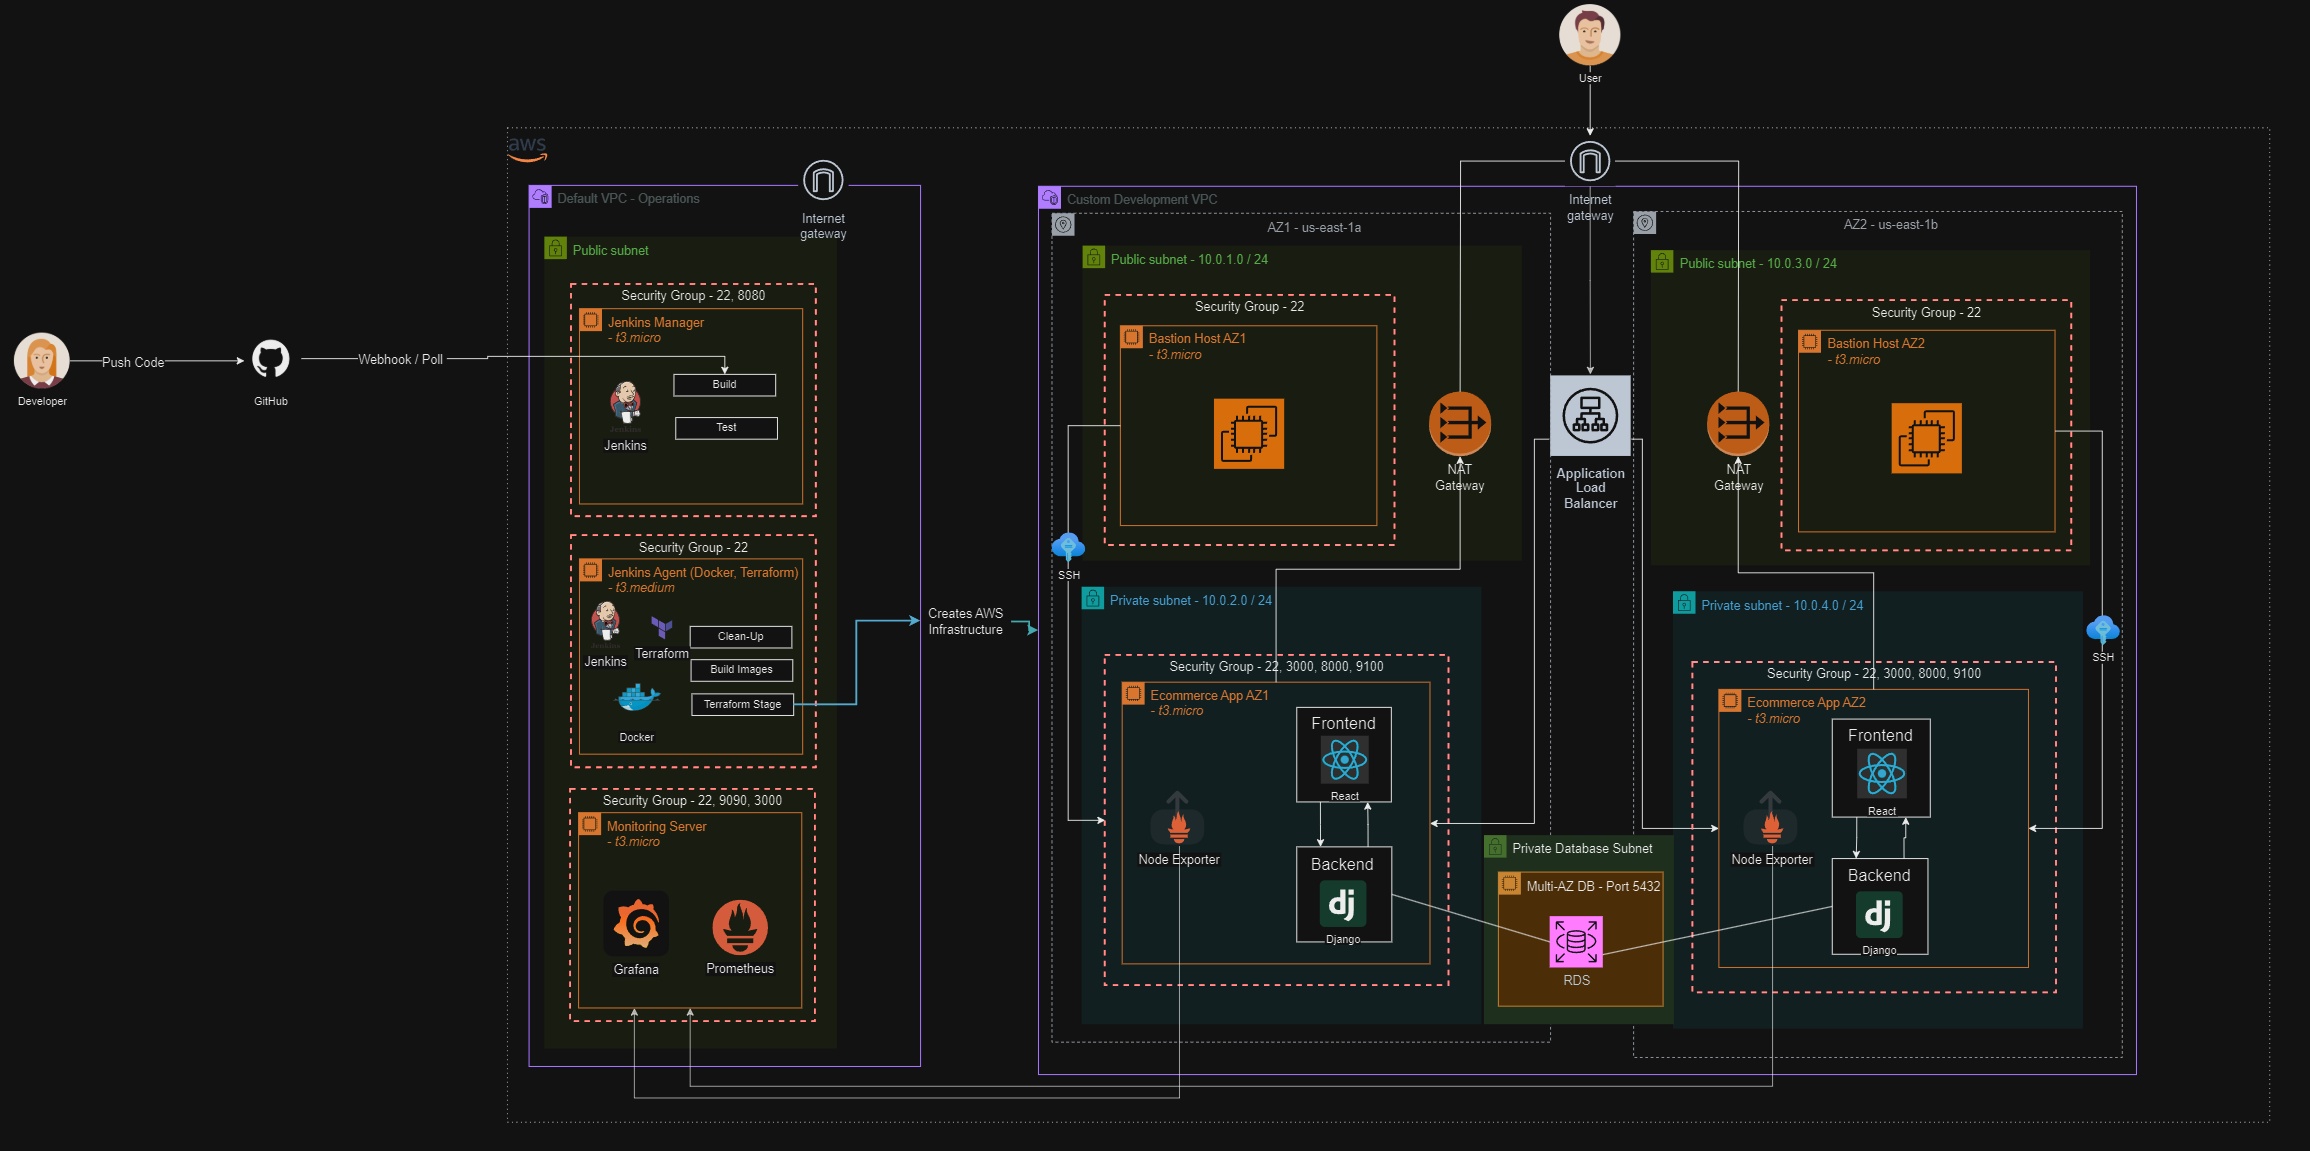 User
aws
Internet
gateway
Default VPC - Operations
Public subnet
Security Group - 22, 8080
Jenkins Manager
- t3.micro
Build
Test
Jenkins
Jenkins
Developer
Push Code
GitHub
Webhook / Poll
Security Group - 22
Jenkins Agent (Docker, Terraform)
- t3.medium
Jenkins
Terraform
Clean-Up
Build Images
Terraform Stage
Docker
Creates AWS
Infrastructure
Security Group - 22, 9090, 3000
Monitoring Server
- t3.micro
Grafana
Prometheus
Custom Development VPC
Internet
gateway
AZ1 - us-east-1a
Public subnet - 10.0.1.0 / 24
Security Group - 22
Bastion Host AZ1
- t3.micro
NAT
Gateway
Application
Load
Balancer
SSH
Private subnet - 10.0.2.0 / 24
Security Group - 22, 3000, 8000, 9100
Ecommerce App AZ1
- t3.micro
Frontend
React
Node Exporter
Backend
dj
Django
Private Database Subnet
Multi-AZ DB - Port 5432
RDS
AZ2 - us-east-1b
Public subnet - 10.0.3.0 / 24
Security Group - 22
Bastion Host AZ2
- t3.micro
NAT
Gateway
SSH
Private subnet - 10.0.4.0 / 24
Security Group - 22, 3000, 8000, 9100
Ecommerce App AZ2
- t3.micro
Frontend
React
Node Exporter
Backend
dj
Django